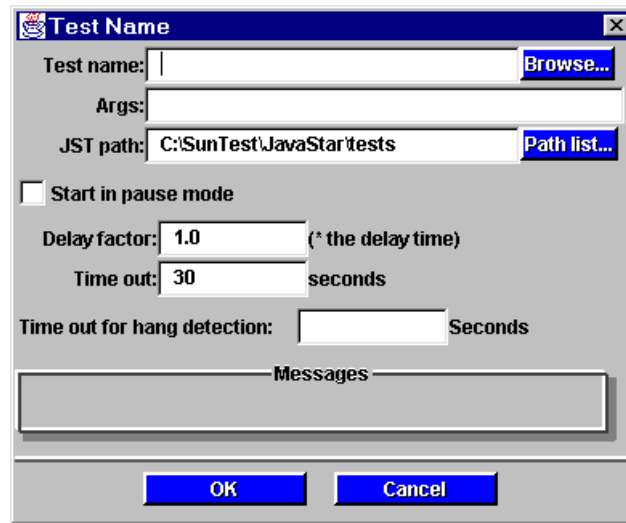 Test Name
Test name: Browse...
Args:
JST path: C:\SunTest\JavaStar\tests Path list...
Start in pause mode
Delay factor: 1.0 (* the delay time)
Time out: 30 seconds
Time out for hang detection: Seconds
Messages
OK Cancel